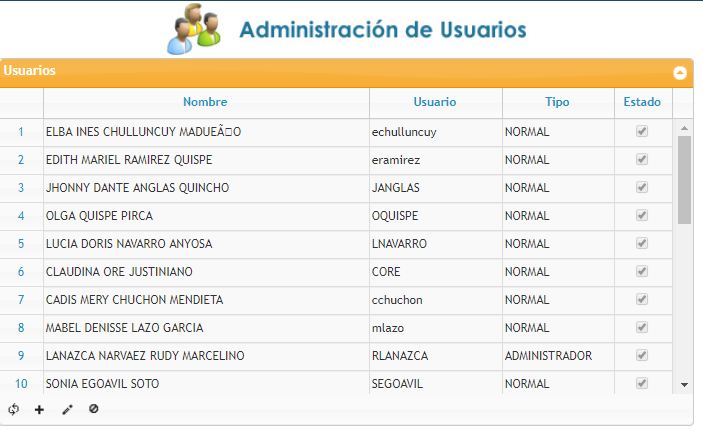 Administración de Usuarios
Usuarios
Nombre Usuario Tipo Estado
1 ELBA INES CHULLUNCUY MADUEÃ□O echulluncuy NORMAL
2 EDITH MARIEL RAMIREZ QUISPE eramirez NORMAL
3 JHONNY DANTE ANGLAS QUINCHO JANGLAS NORMAL
4 OLGA QUISPE PIRCA OQUISPE NORMAL
5 LUCIA DORIS NAVARRO ANYOSA LNAVARRO NORMAL
6 CLAUDINA ORE JUSTINIANO CORE NORMAL
7 CADIS MERY CHUCHON MENDIETA cchuchon NORMAL
8 MABEL DENISSE LAZO GARCIA mlazo NORMAL
9 LANAZCA NARVAEZ RUDY MARCELINO RLANAZCA ADMINISTRADOR
10 SONIA EGOAVIL SOTO SEGOAVIL NORMAL